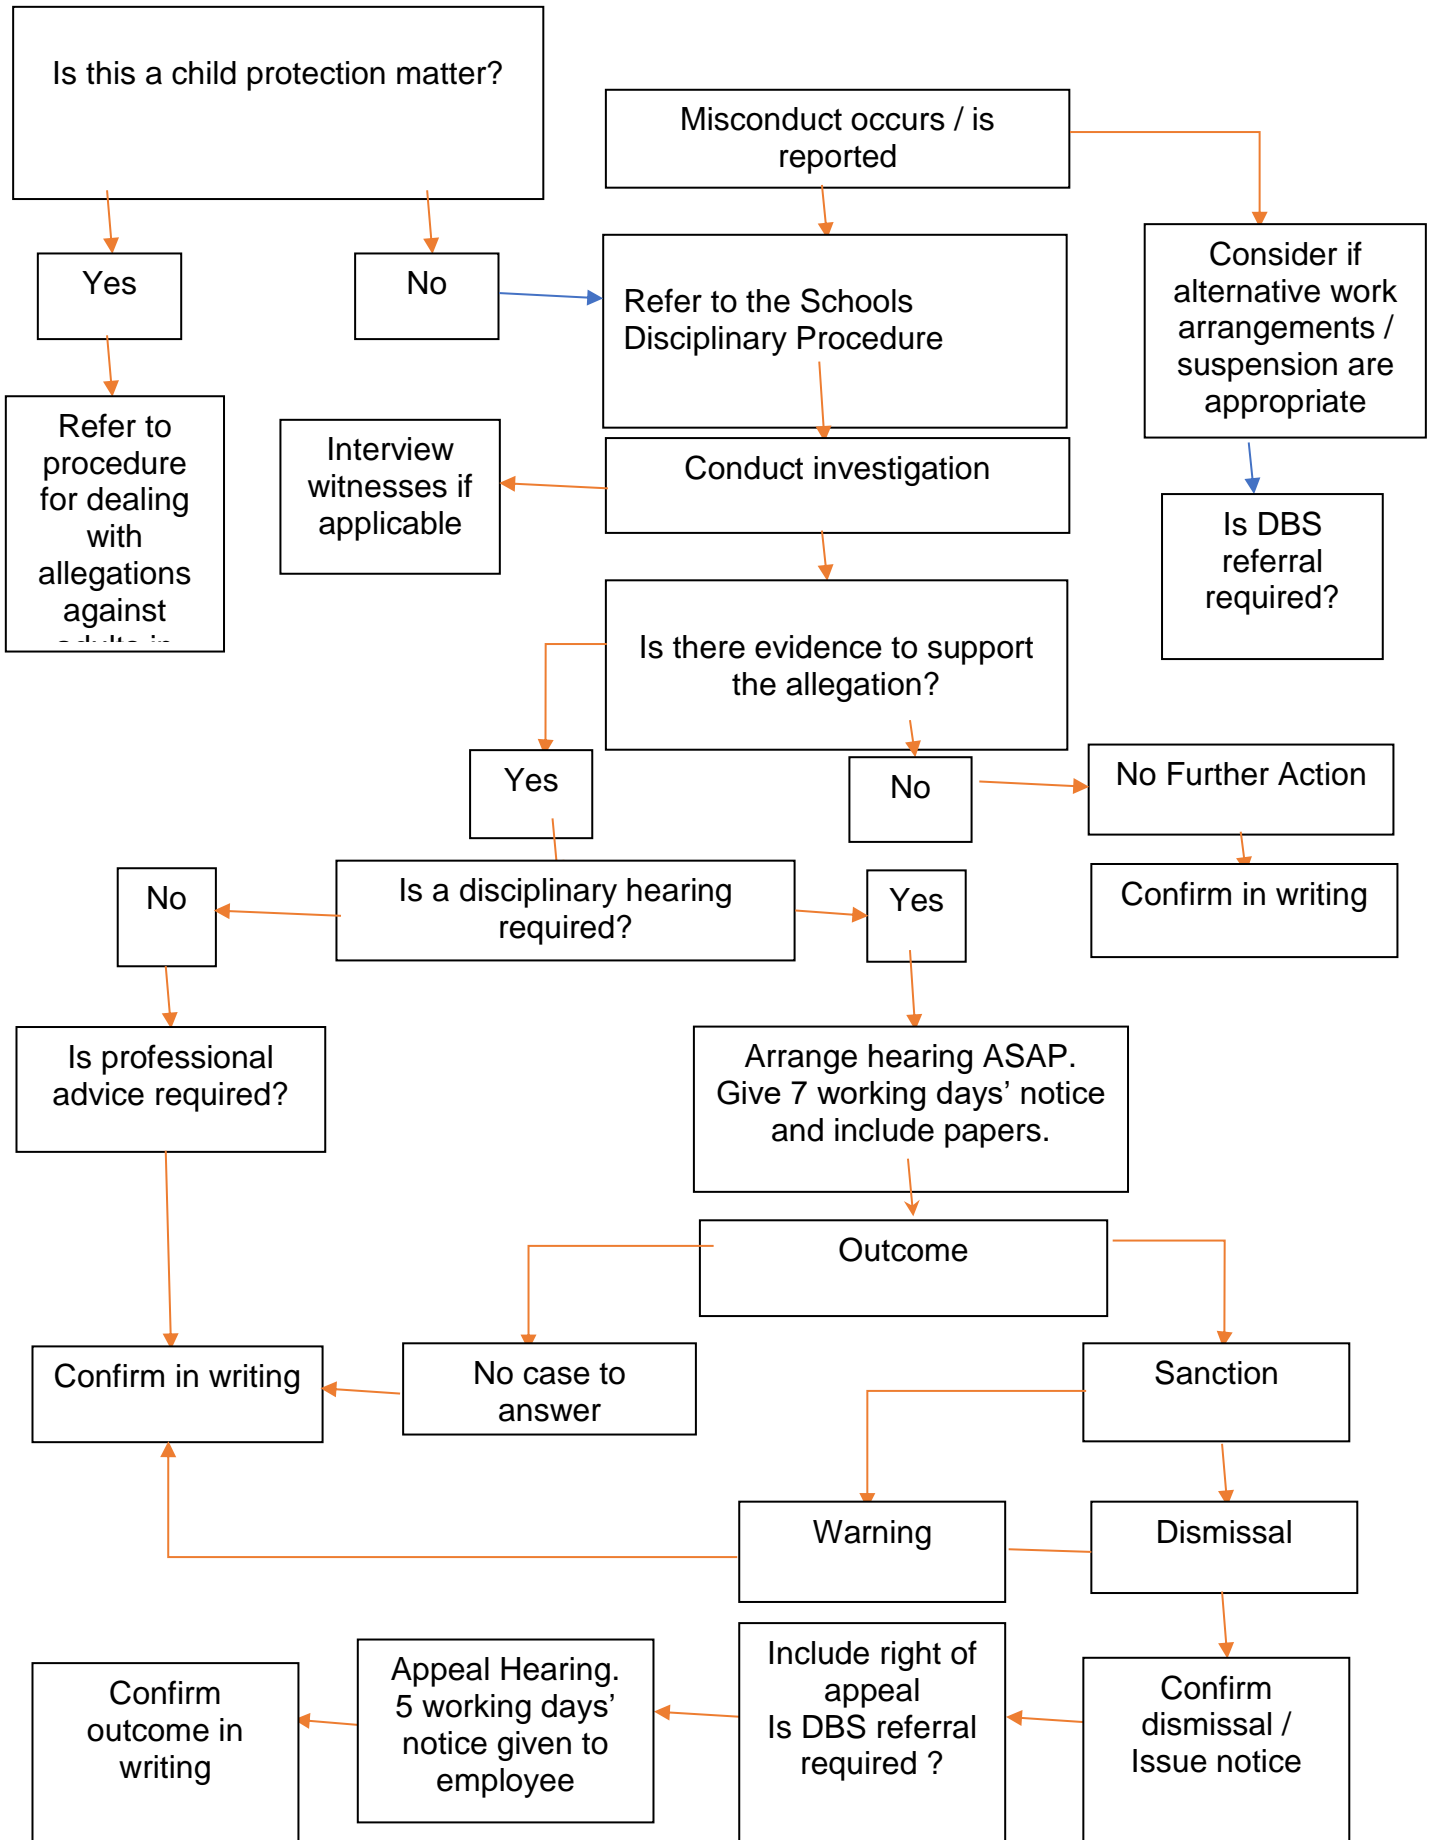 Is this a child protection matter?
Misconduct occurs / is
reported
Yes
No
Refer to the Schools
Disciplinary Procedure
Consider if
alternative work
arrangements /
suspension are
appropriate
Refer to
procedure
for dealing
with
allegations
against
Interview
witnesses if
applicable
Conduct investigation
Is DBS
referral
required?
Is there evidence to support
the allegation?
Yes
No
No Further Action
No
Is a disciplinary hearing
required?
Yes
Confirm in writing
Is professional
advice required?
Arrange hearing ASAP.
Give 7 working days’ notice
and include papers.
Outcome
Confirm in writing
No case to
answer
Sanction
Warning
Dismissal
Confirm
outcome in
writing
Appeal Hearing.
5 working days’
notice given to
employee
Include right of
appeal
Is DBS referral
required ?
Confirm
dismissal /
Issue notice